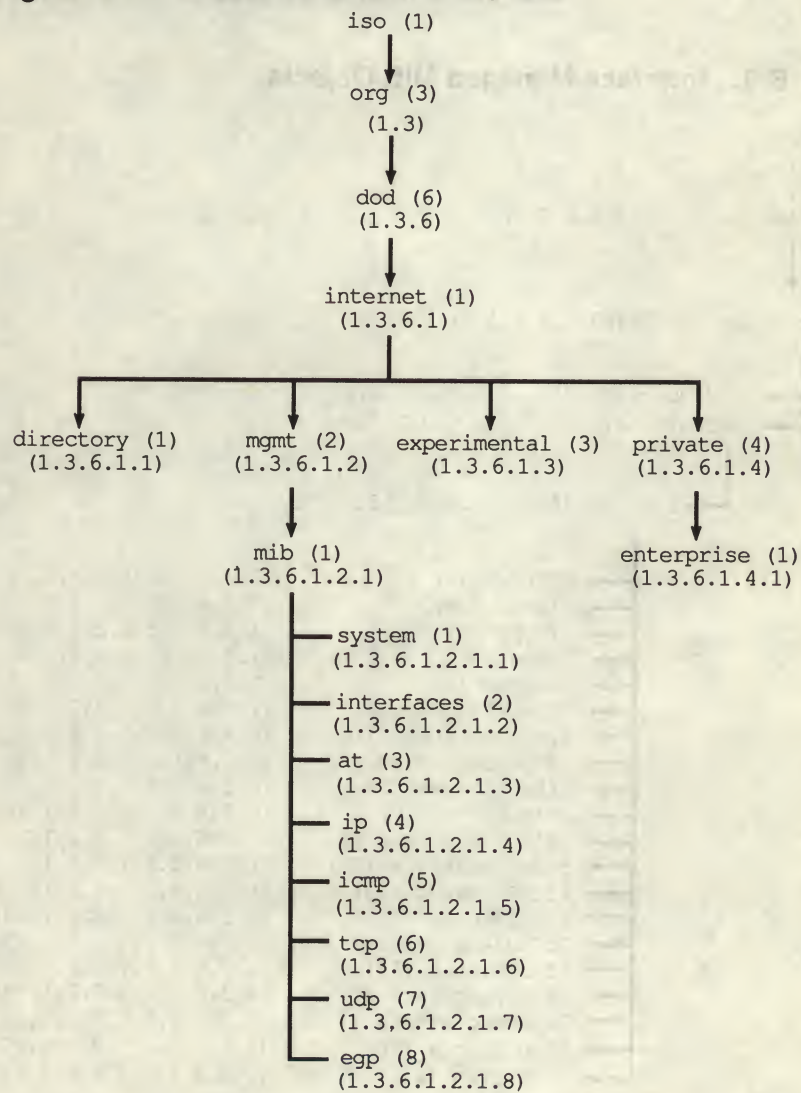 iso (1)
org (3)
(1.3)
dod (6)
(1.3.6)
internet (1)
(1.3.6.1)
directory (1) mgmt (2) experimental (3) private (4)
(1.3.6.1.1) (1.3.6.1.2) (1.3.6.1.3) (1.3.6.1.4)
mib (1) enterprise (1)
(1.3.6.1.2.1) (1.3.6.1.4.1)
system (1)
(1.3.6.1.2.1.1)
interfaces (2)
(1.3.6.1.2.1.2)
at (3)
(1.3.6.1.2.1.3)
ip (4)
(1.3.6.1.2.1.4)
icmp (5)
(1.3.6.1.2.1.5)
tcp (6)
(1.3.6.1.2.1.6)
udp (7)
(1.3,6.1.2.1.7)
egp (8)
(1.3.6.1.2.1.8)